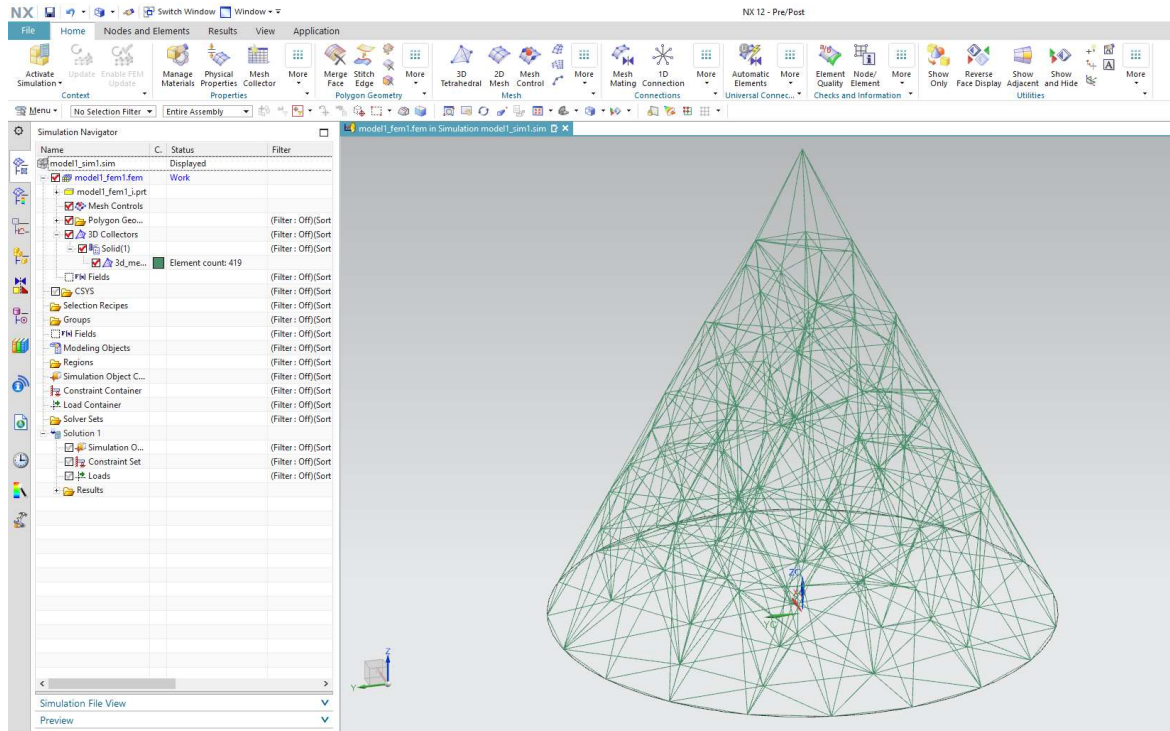 NX Switch Window Window NX 12 - Pre/Post
File Home Nodes and Elements Results View Application
Activate Simulation Update Enable FEM Update Manage Materials Physical Properties Mesh Collector More Merge Face Stitch Edge More 3D Tetrahedral 2D Mesh Mesh Control More Mesh Mating 1D Connection More Automatic Elements More Element Quality Node/ Element More Show Only Reverse Face Display Show Adjacent Show and Hide More
Context Properties Polygon Geometry Mesh Connections Universal Connec... Checks and Information Utilities
Menu No Selection Filter Entire Assembly
Simulation Navigator
model1_fem1.fem in Simulation model1_sim1.sim
Name C. Status Filter
model1_sim1.sim Displayed
model1_fem1.fem Work
model1_fem1_i.prt
Mesh Controls
Polygon Geo... (Filter : Off)(Sort
3D Collectors (Filter : Off)(Sort
Solid(1) (Filter : Off)(Sort
3d_me... Element count: 419
Fields (Filter : Off)(Sort
CSYS (Filter : Off)(Sort
Selection Recipes (Filter : Off)(Sort
Groups (Filter : Off)(Sort
Fields (Filter : Off)(Sort
Modeling Objects (Filter : Off)(Sort
Regions (Filter : Off)(Sort
Simulation Object C... (Filter : Off)(Sort
Constraint Container (Filter : Off)(Sort
Load Container (Filter : Off)(Sort
Solver Sets (Filter : Off)(Sort
Solution 1
Simulation O... (Filter : Off)(Sort
Constraint Set (Filter : Off)(Sort
Loads (Filter : Off)(Sort
Results
ZC
YC
Z
Y
Simulation File View
Preview